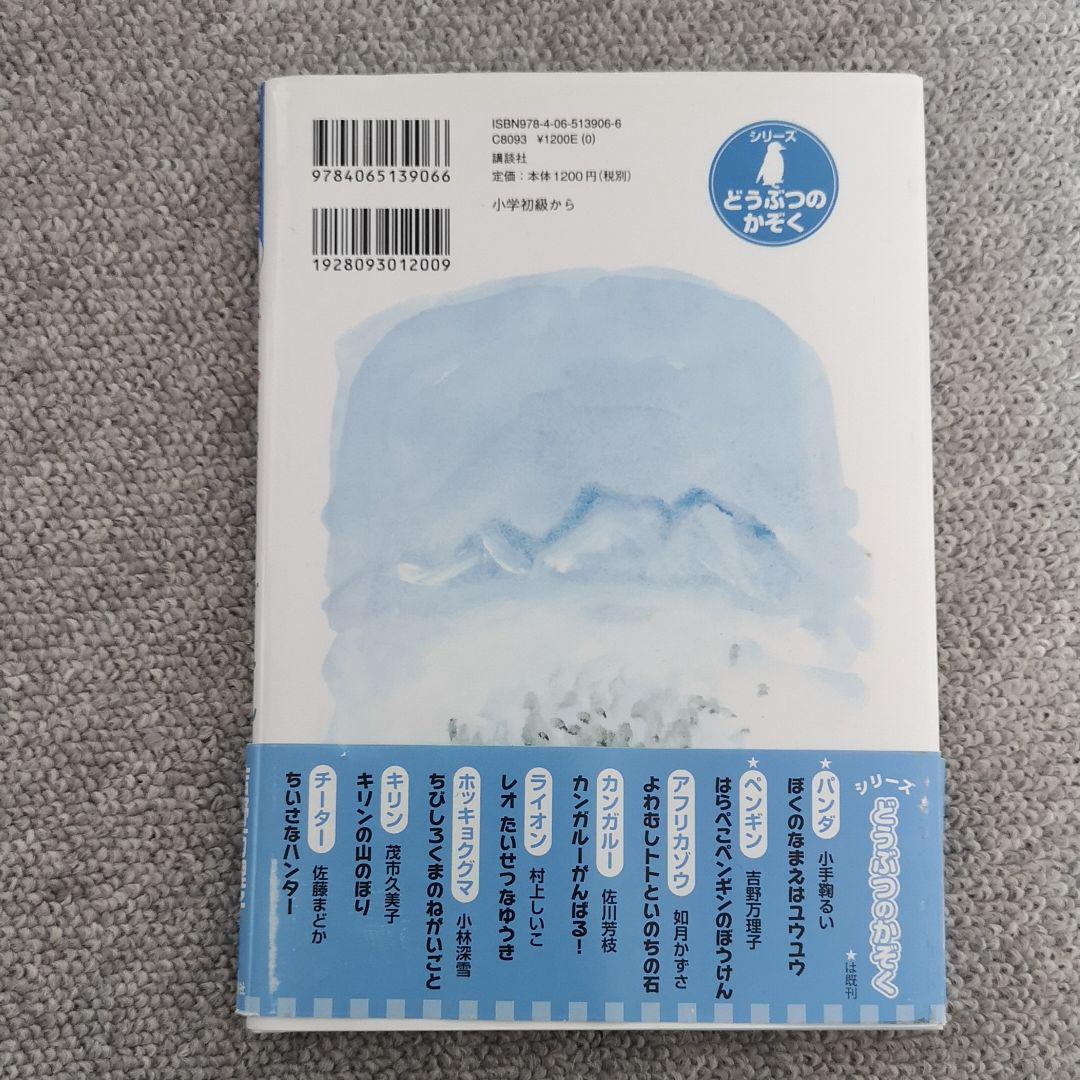 ISBN978-4-06-513906-6
C8093 ¥1200E (0)
講談社
定価：本体1200円(税別)
小学初級から
9784065139066
1928093012009
シリーズ
どうぶつの
かぞく
シリーズ
どうぶつのかぞく
★は既刊
★パンダ 小手鞠るい
ぼくのなまえはユウユウ
★ペンギン 吉野万理子
はらぺこペンギンのぼうけん
アフリカゾウ 如月かずさ
よわむしトトといのちの石
カンガルー 佐川芳枝
カンガルーがんばる！
ライオン 村上しいこ
レオ たいせつなゆうき
ホッキョクグマ 小林深雪
ちびしろくまのねがいごと
キリン 茂市久美子
キリンの山のぼり
チーター 佐藤まどか
ちいさなハンター